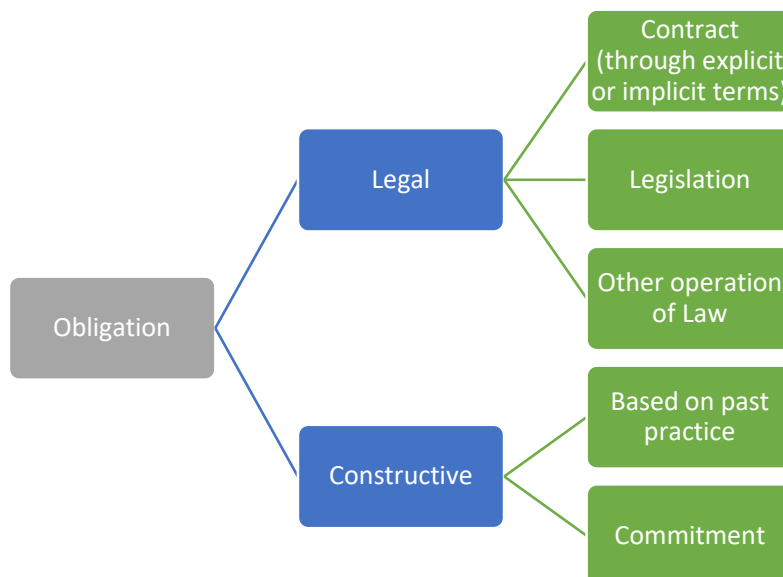 Contract
(through explicit
or implicit terms)
Legal
Legislation
Other operation
of Law
Obligation
Based on past
practice
Constructive
Commitment